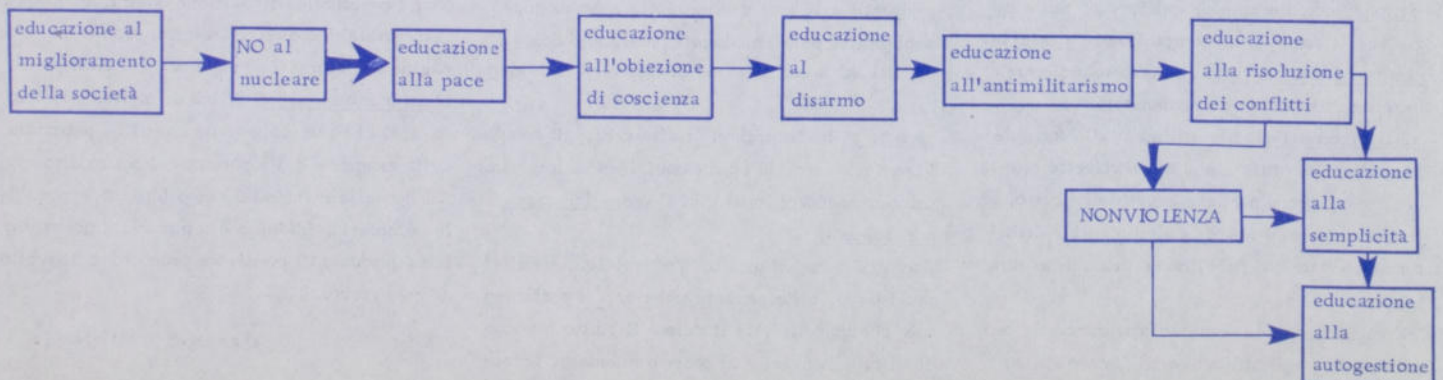 educazione al
miglioramento
della società
NO al
nucleare
educazione
alla pace
educazione
all'obiezione
di coscienza
educazione
al
disarmo
educazione
all'antimilitarismo
educazione
alla risoluzione
dei conflitti
NONVIOLENZA
educazione
alla
semplicità
educazione
alla
autogestione